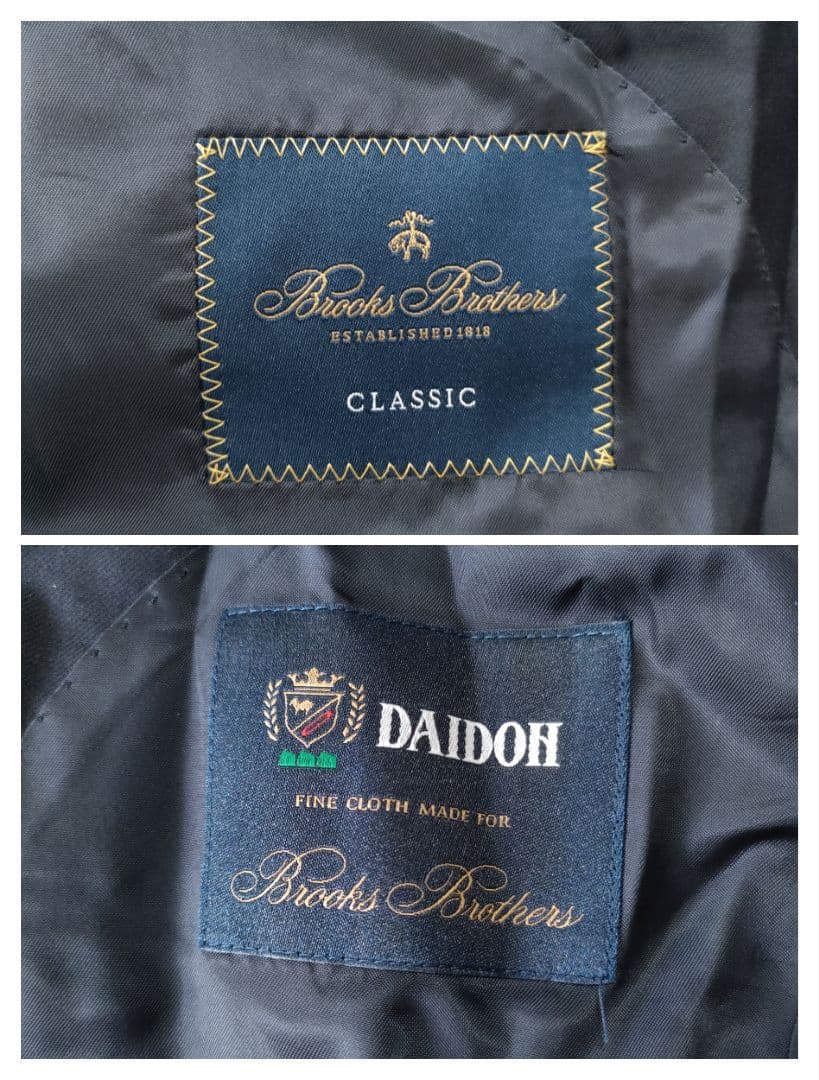 Brooks Brothers
ESTABLISHED 1818
CLASSIC
DAIDOH
FINE CLOTH MADE FOR
Brooks Brothers